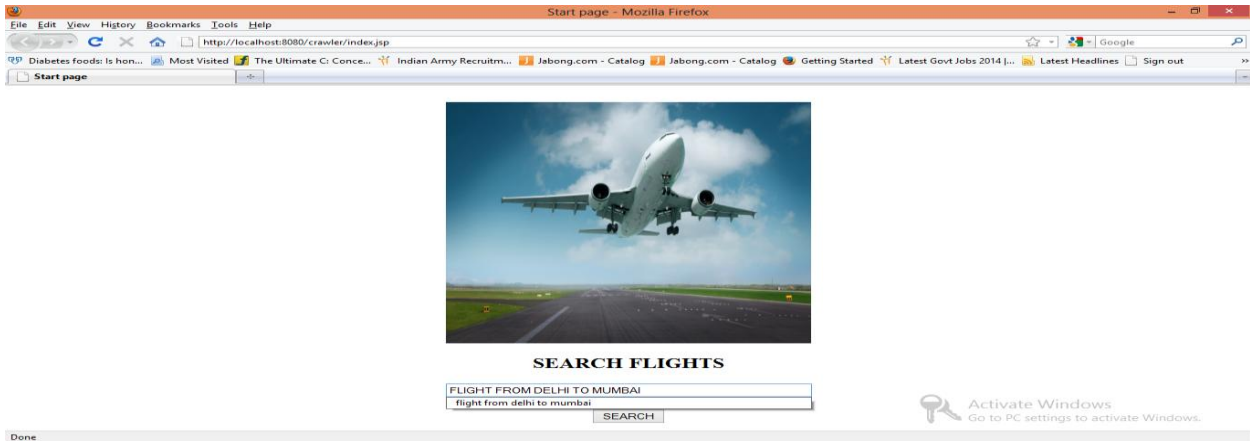 Start page - Mozilla Firefox
File Edit View History Bookmarks Tools Help
http://localhost:8080/crawler/index.jsp Google
Diabetes foods: Is hon... Most Visited The Ultimate C: Conce... Indian Army Recruitm... Jabong.com - Catalog Jabong.com - Catalog Getting Started Latest Govt Jobs 2014 |... Latest Headlines Sign out
Start page
SEARCH FLIGHTS
FLIGHT FROM DELHI TO MUMBAI
flight from delhi to mumbai
SEARCH
Activate Windows
Go to PC settings to activate Windows.
Done